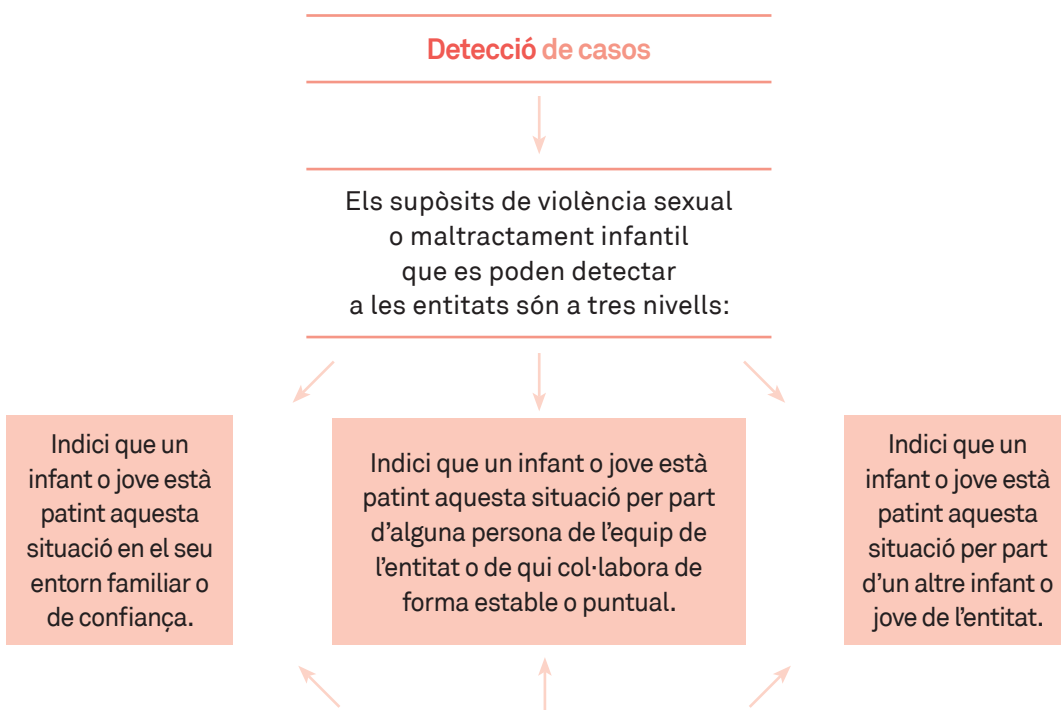 Detecció de casos
Els supòsits de violència sexual
o maltractament infantil
que es poden detectar
a les entitats són a tres nivells:
Indici que un
infant o jove està
patint aquesta
situació en el seu
entorn familiar o
de confiança.
Indici que un infant o jove està
patint aquesta situació per part
d’alguna persona de l’equip de
l’entitat o de qui col·labora de
forma estable o puntual.
Indici que un
infant o jove està
patint aquesta
situació per part
d’un altre infant o
jove de l’entitat.